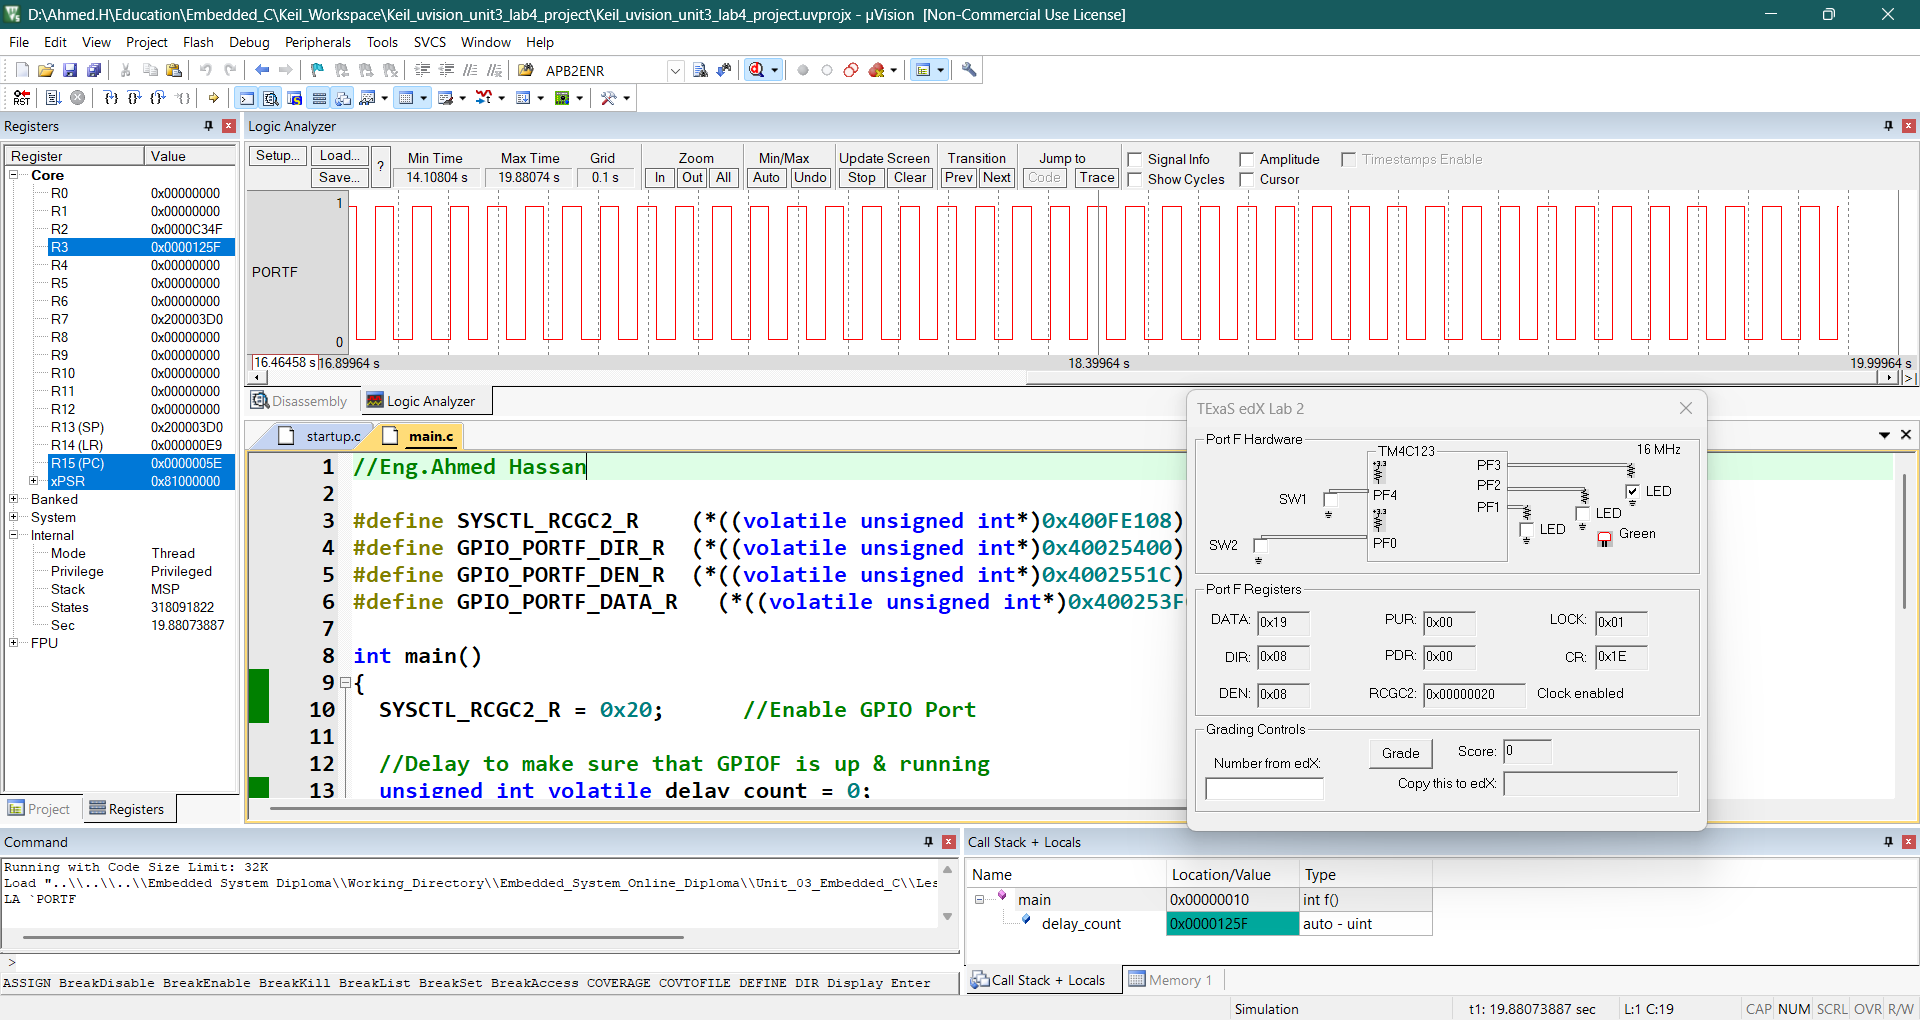 D:\Ahmed.H\Education\Embedded_C\Keil_Workspace\Keil_uvision_unit3_lab4_project\Keil_uvision_unit3_lab4_project.uvprojx - µVision [Non-Commercial Use License]
File Edit View Project Flash Debug Peripherals Tools SVCS Window Help
APB2ENR
RST
Registers
Register Value
Core
R0 0x00000000
R1 0x00000000
R2 0x0000C34F
R3 0x0000125F
R4 0x00000000
R5 0x00000000
R6 0x00000000
R7 0x200003D0
R8 0x00000000
R9 0x00000000
R10 0x00000000
R11 0x00000000
R12 0x00000000
R13 (SP) 0x200003D0
R14 (LR) 0x000000E9
R15 (PC) 0x0000005E
xPSR 0x81000000
Banked
System
Internal
Mode Thread
Privilege Privileged
Stack MSP
States 318091822
Sec 19.88073887
FPU
Project Registers
Logic Analyzer
Setup... Load... ? Min Time Max Time Grid Zoom Min/Max Update Screen Transition Jump to Signal Info Amplitude Timestamps Enable
Save... 14.10804 s 19.88074 s 0.1 s In Out All Auto Undo Stop Clear Prev Next Code Trace Show Cycles Cursor
1
PORTF
0
16.46458 s 16.89964 s 18.39964 s 19.99964 s
Disassembly Logic Analyzer
startup.c main.c
1 //Eng.Ahmed Hassan
2
3 #define SYSCTL_RCGC2_R (*((volatile unsigned int*)0x400FE108)
4 #define GPIO_PORTF_DIR_R (*((volatile unsigned int*)0x40025400)
5 #define GPIO_PORTF_DEN_R (*((volatile unsigned int*)0x4002551C)
6 #define GPIO_PORTF_DATA_R (*((volatile unsigned int*)0x400253F
7
8 int main()
9 {
10 SYSCTL_RCGC2_R = 0x20; //Enable GPIO Port
11
12 //Delay to make sure that GPIOF is up & running
13 unsigned int volatile delay_count = 0;
TExaS edX Lab 2
Port F Hardware
TM4C123 16 MHz
+3.3 PF3
SW1 PF4 PF2 LED
+3.3 PF1 LED
LED Green
SW2 PF0
Port F Registers
DATA: 0x19 PUR: 0x00 LOCK: 0x01
DIR: 0x08 PDR: 0x00 CR: 0x1E
DEN: 0x08 RCGC2: 0x00000020 Clock enabled
Grading Controls
Number from edX: Grade Score: 0
Copy this to edX:
Command
Running with Code Size Limit: 32K
Load "..\\..\\..\\Embedded System Diploma\\Working_Directory\\Embedded_System_Online_Diploma\\Unit_03_Embedded_C\\Les
LA `PORTF
>
ASSIGN BreakDisable BreakEnable BreakKill BreakList BreakSet BreakAccess COVERAGE COVTOFILE DEFINE DIR Display Enter
Call Stack + Locals
Name Location/Value Type
main 0x00000010 int f()
delay_count 0x0000125F auto - uint
Call Stack + Locals Memory 1
Simulation t1: 19.88073887 sec L:1 C:19 CAP NUM SCRL OVR R/W